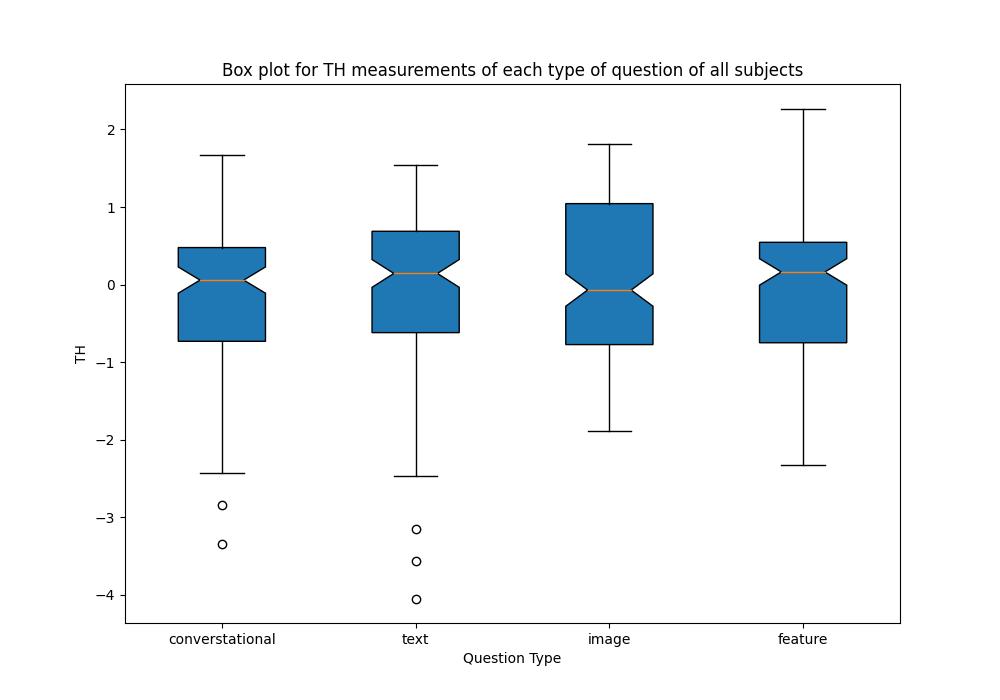 Box plot for TH measurements of each type of question of all subjects
2
1
0
−1
−2
−3
−4
TH
converstational
text
image
feature
Question Type